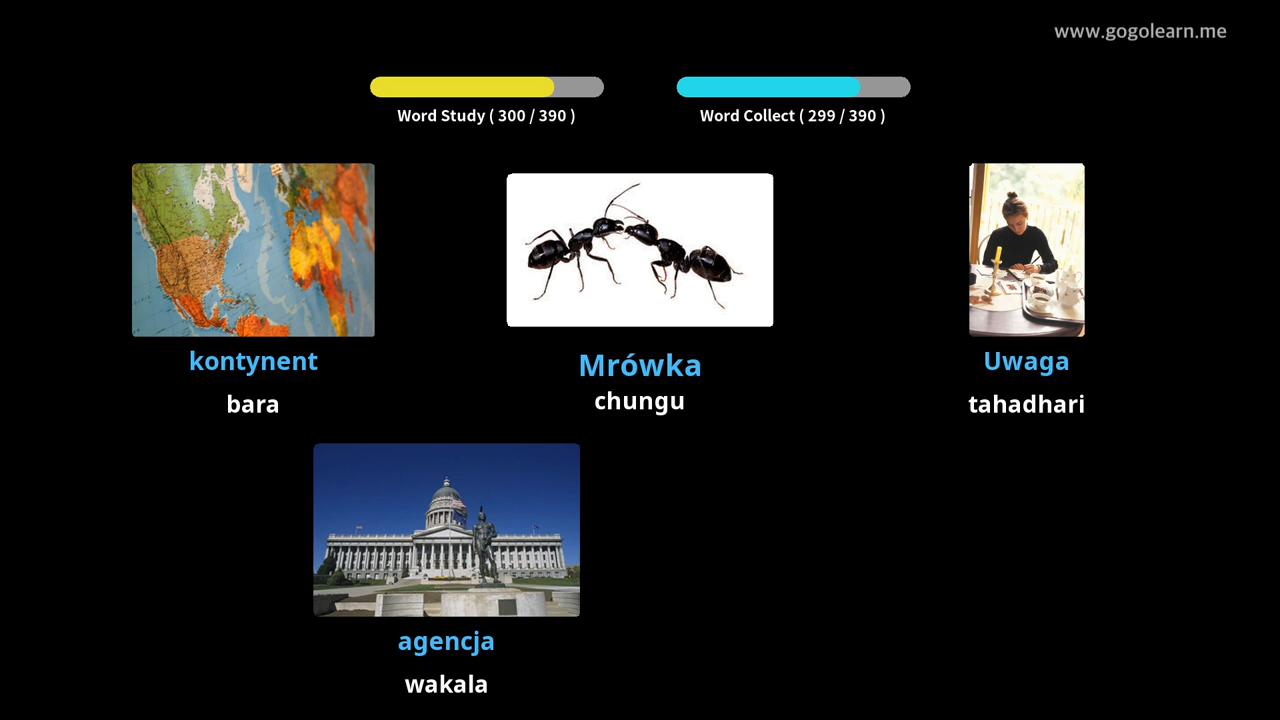 www.gogolearn.me
Word Study ( 300 / 390 )
Word Collect ( 299 / 390 )
kontynent
bara
Mrówka
chungu
Uwaga
tahadhari
agencja
wakala